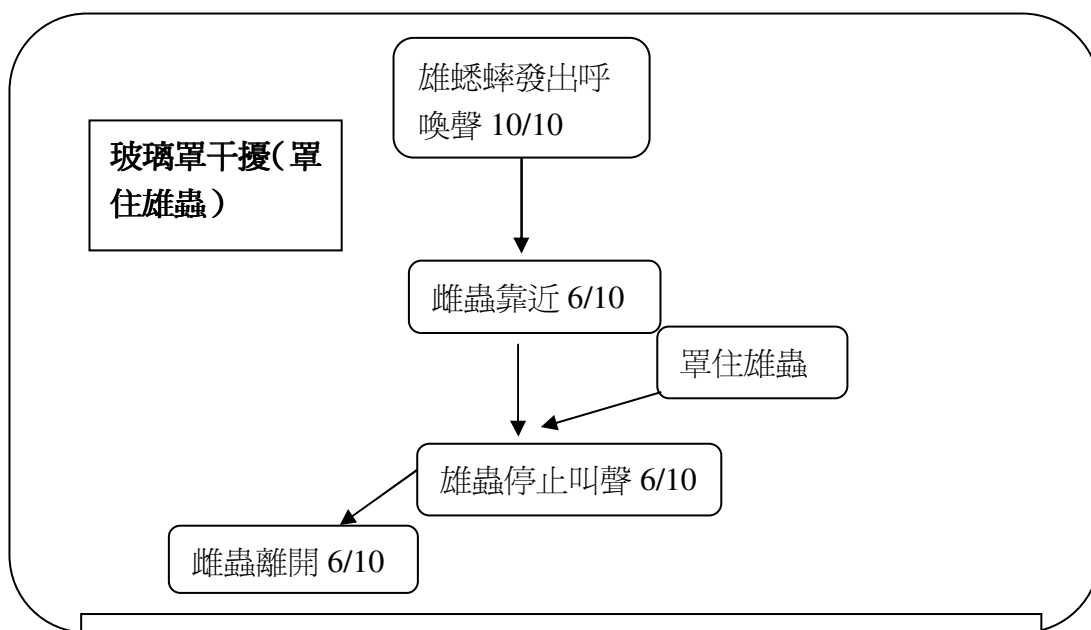 雄蟋蟀發出呼
喚聲 10/10
玻璃罩干擾(罩
住雄蟲)
雌蟲靠近 6/10
罩住雄蟲
雄蟲停止叫聲 6/10
雌蟲離開 6/10